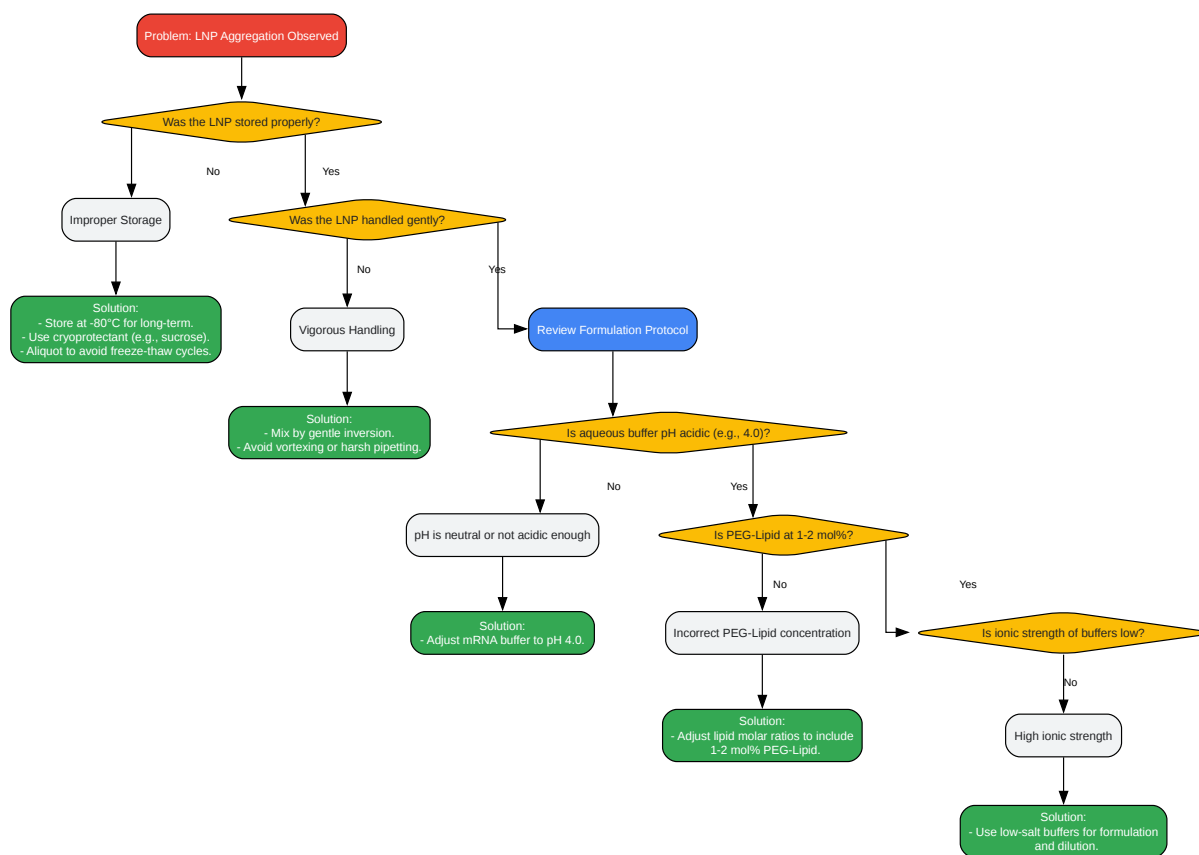 Problem: LNP Aggregation Observed
Was the LNP stored properly?
No
Yes
Improper Storage
Was the LNP handled gently?
No
Yes
Solution:
- Store at -80°C for long-term.
- Use cryoprotectant (e.g., sucrose).
- Aliquot to avoid freeze-thaw cycles.
Vigorous Handling
Review Formulation Protocol
Solution:
- Mix by gentle inversion.
- Avoid vortexing or harsh pipetting.
Is aqueous buffer pH acidic (e.g., 4.0)?
No
Yes
pH is neutral or not acidic enough
Is PEG-Lipid at 1-2 mol%?
No
Yes
Solution:
- Adjust mRNA buffer to pH 4.0.
Incorrect PEG-Lipid concentration
Is ionic strength of buffers low?
No
Solution:
- Adjust lipid molar ratios to include
1-2 mol% PEG-Lipid.
High ionic strength
Solution:
- Use low-salt buffers for formulation
and dilution.